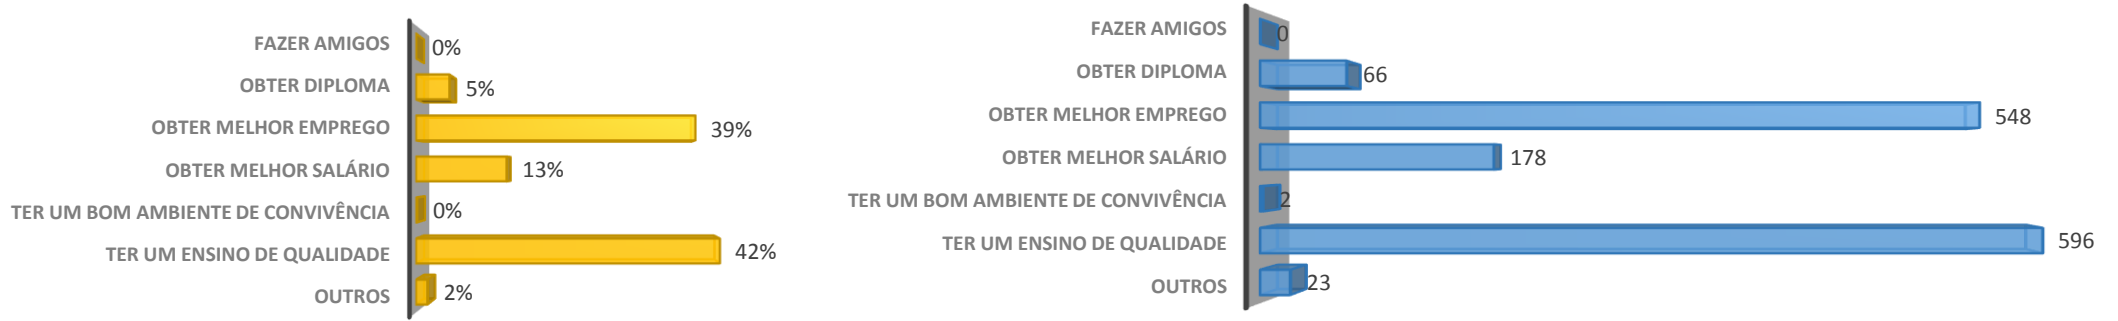 FAZER AMIGOS 0%
OBTER DIPLOMA 5%
OBTER MELHOR EMPREGO 39%
OBTER MELHOR SALÁRIO 13%
TER UM BOM AMBIENTE DE CONVIVÊNCIA 0%
TER UM ENSINO DE QUALIDADE 42%
OUTROS 2%
FAZER AMIGOS 0
OBTER DIPLOMA 66
OBTER MELHOR EMPREGO 548
OBTER MELHOR SALÁRIO 178
TER UM BOM AMBIENTE DE CONVIVÊNCIA 2
TER UM ENSINO DE QUALIDADE 596
OUTROS 23